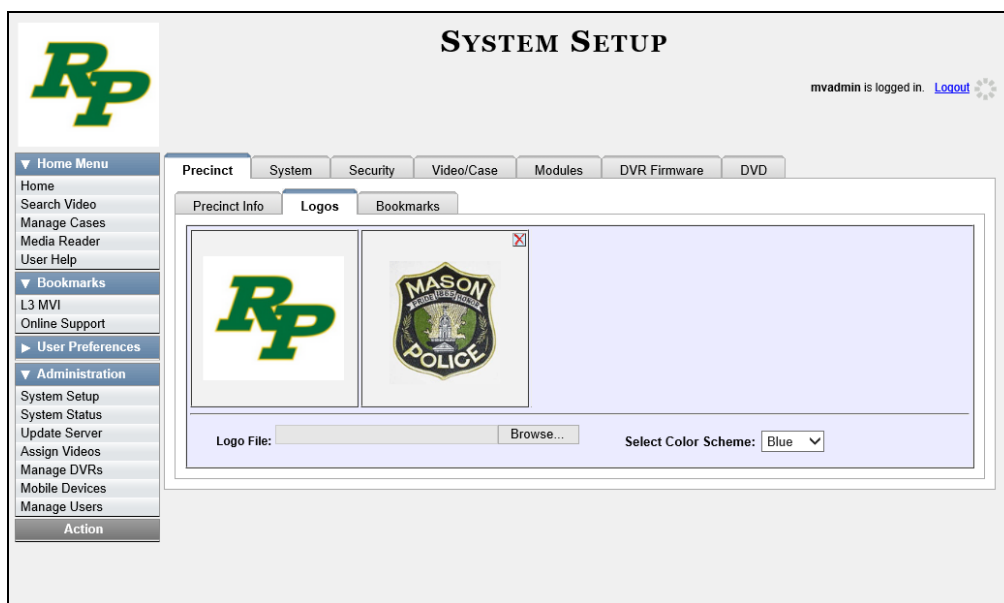 RP
SYSTEM SETUP
mvadmin is logged in. Logout
▼ Home Menu
Home
Search Video
Manage Cases
Media Reader
User Help
▼ Bookmarks
L3 MVI
Online Support
▶ User Preferences
▼ Administration
System Setup
System Status
Update Server
Assign Videos
Manage DVRs
Mobile Devices
Manage Users
Action
Precinct System Security Video/Case Modules DVR Firmware DVD
Precinct Info Logos Bookmarks
RP
MASON
PRIDE 1865 HONOR
POLICE
Logo File: Browse... Select Color Scheme: Blue